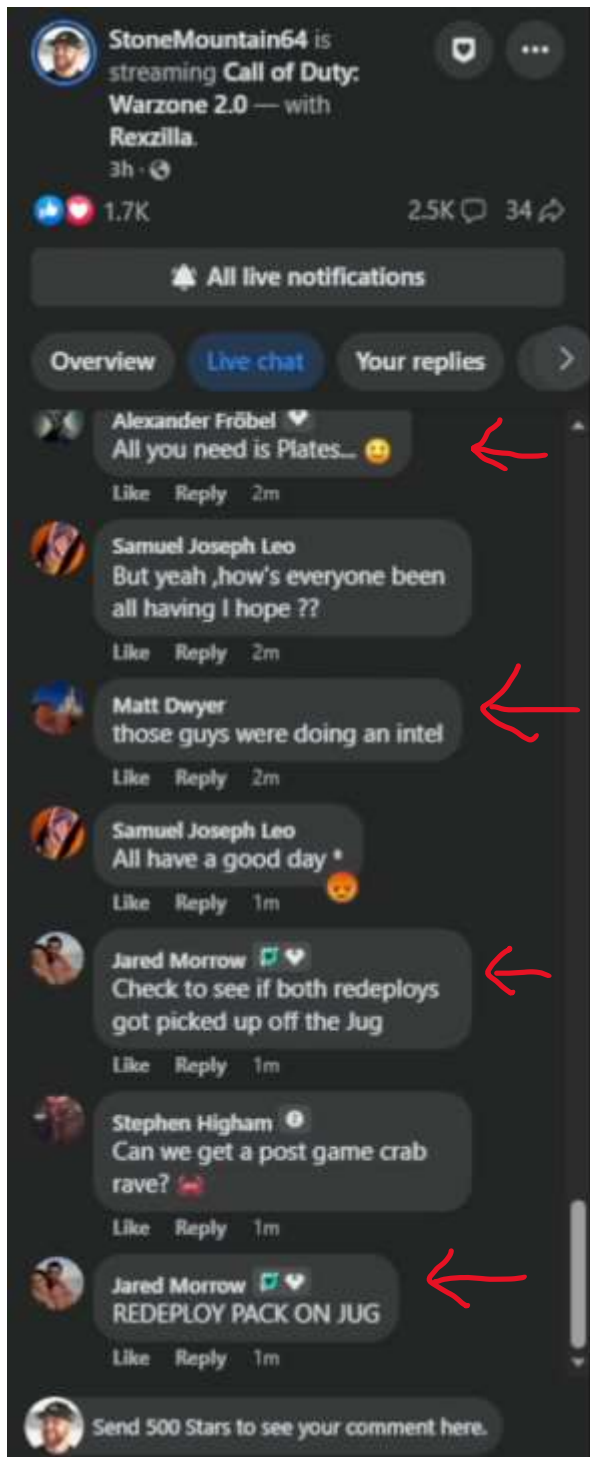 StoneMountain64 is
streaming Call of Duty:
Warzone 2.0 — with
Rexzilla.
3h ·
1.7K
2.5K
34
All live notifications
Overview
Live chat
Your replies
Alexander Fröbel
All you need is Plates...
Like Reply 2m
Samuel Joseph Leo
But yeah ,how's everyone been
all having I hope ??
Like Reply 2m
Matt Dwyer
those guys were doing an intel
Like Reply 2m
Samuel Joseph Leo
All have a good day *
Like Reply 1m
Jared Morrow
Check to see if both redeploys
got picked up off the Jug
Like Reply 1m
Stephen Higham
Can we get a post game crab
rave? 🦀
Like Reply 1m
Jared Morrow
REDEPLOY PACK ON JUG
Like Reply 1m
Send 500 Stars to see your comment here.